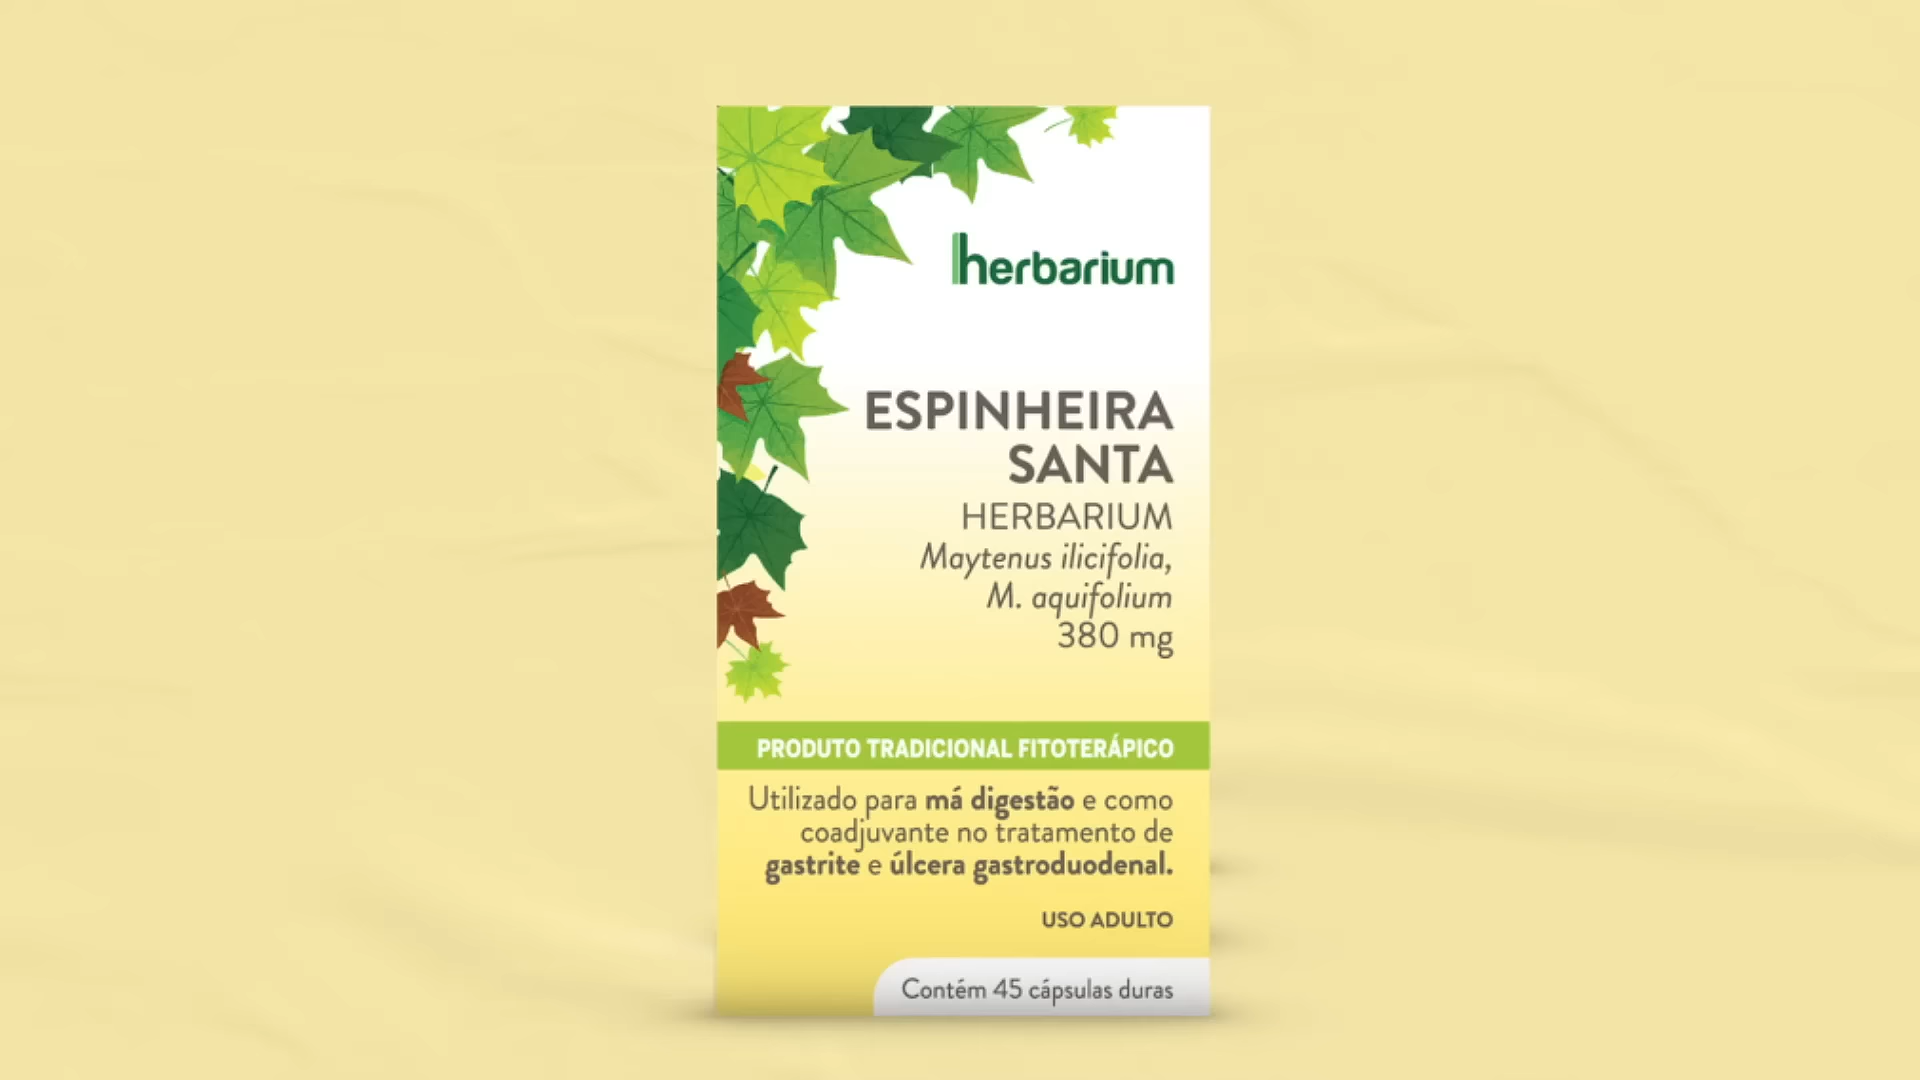 herbarium
ESPINHEIRA
SANTA
HERBARIUM
Maytenus ilicifolia,
M. aquifolium
380 mg
PRODUTO TRADICIONAL FITOTERÁPICO
Utilizado para má digestão e como
coadjuvante no tratamento de
gastrite e úlcera gastroduodenal.
USO ADULTO
Contém 45 cápsulas duras